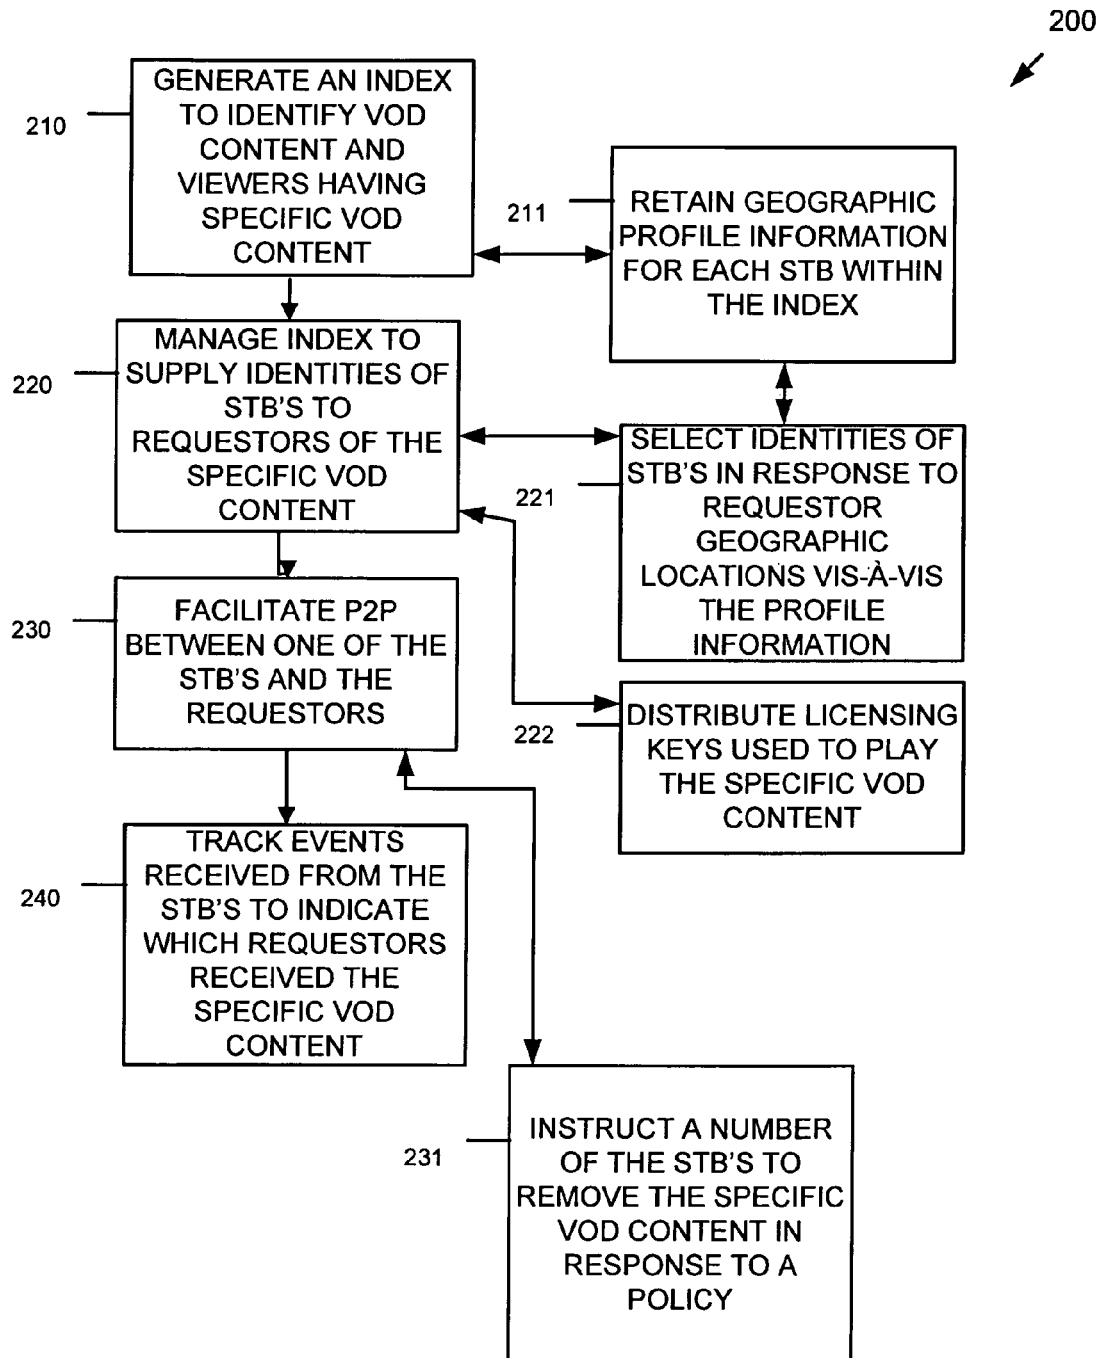 200
210
GENERATE AN INDEX
TO IDENTIFY VOD
CONTENT AND
VIEWERS HAVING
SPECIFIC VOD
CONTENT
211
RETAIN GEOGRAPHIC
PROFILE INFORMATION
FOR EACH STB WITHIN
THE INDEX
220
MANAGE INDEX TO
SUPPLY IDENTITIES OF
STB'S TO
REQUESTORS OF THE
SPECIFIC VOD
CONTENT
221
SELECT IDENTITIES OF
STB'S IN RESPONSE TO
REQUESTOR
GEOGRAPHIC
LOCATIONS VIS-À-VIS
THE PROFILE
INFORMATION
230
FACILITATE P2P
BETWEEN ONE OF THE
STB'S AND THE
REQUESTORS
222
DISTRIBUTE LICENSING
KEYS USED TO PLAY
THE SPECIFIC VOD
CONTENT
240
TRACK EVENTS
RECEIVED FROM THE
STB'S TO INDICATE
WHICH REQUESTORS
RECEIVED THE
SPECIFIC VOD
CONTENT
231
INSTRUCT A NUMBER
OF THE STB'S TO
REMOVE THE SPECIFIC
VOD CONTENT IN
RESPONSE TO A
POLICY